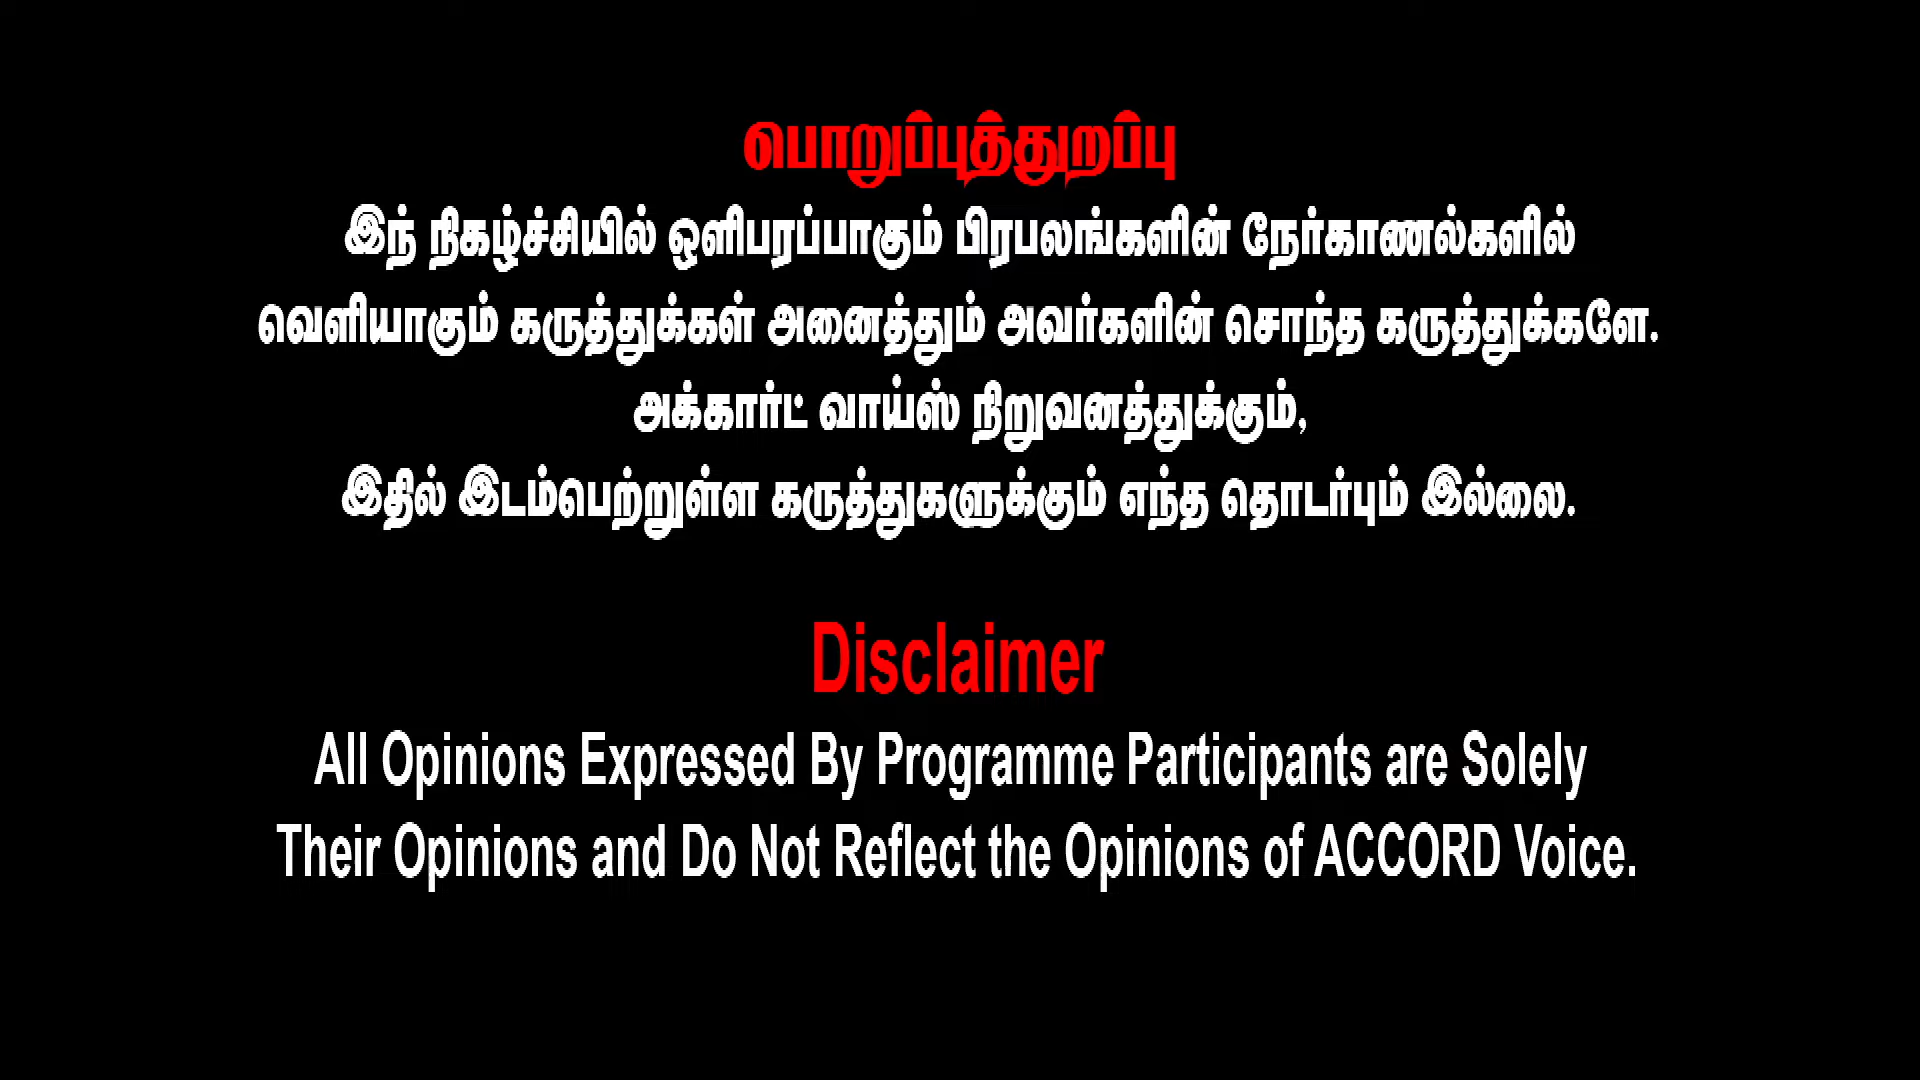 பொறுப்புத்துறப்பு
இந் நிகழ்ச்சியில் ஒளிபரப்பாகும் பிரபலங்களின் நேர்காணல்களில்
வெளியாகும் கருத்துக்கள் அனைத்தும் அவர்களின் சொந்த கருத்துக்களே.
அக்கார்ட் வாய்ஸ் நிறுவனத்துக்கும்,
இதில் இடம்பெற்றுள்ள கருத்துகளுக்கும் எந்த தொடர்பும் இல்லை.
Disclaimer
All Opinions Expressed By Programme Participants are Solely
Their Opinions and Do Not Reflect the Opinions of ACCORD Voice.